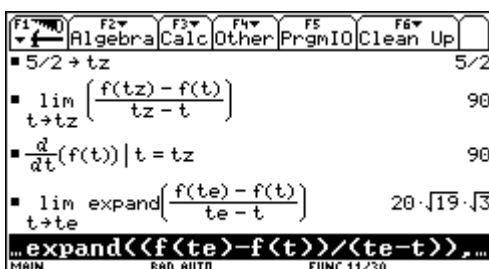 F1 F2 F3 F4 F5 F6
Algebra Calc Other PrgmIO Clean Up
▪ 5/2 → tz 5/2
▪ lim t→tz ( (f(tz) - f(t)) / (tz - t) ) 90
▪ d/dt (f(t)) | t = tz 90
▪ lim t→te expand( (f(te) - f(t)) / (te - t) ) 20·√19·√3
…expand((f(te)-f(t))/(te-t)),…
MAIN RAD AUTO FUNC 11/30